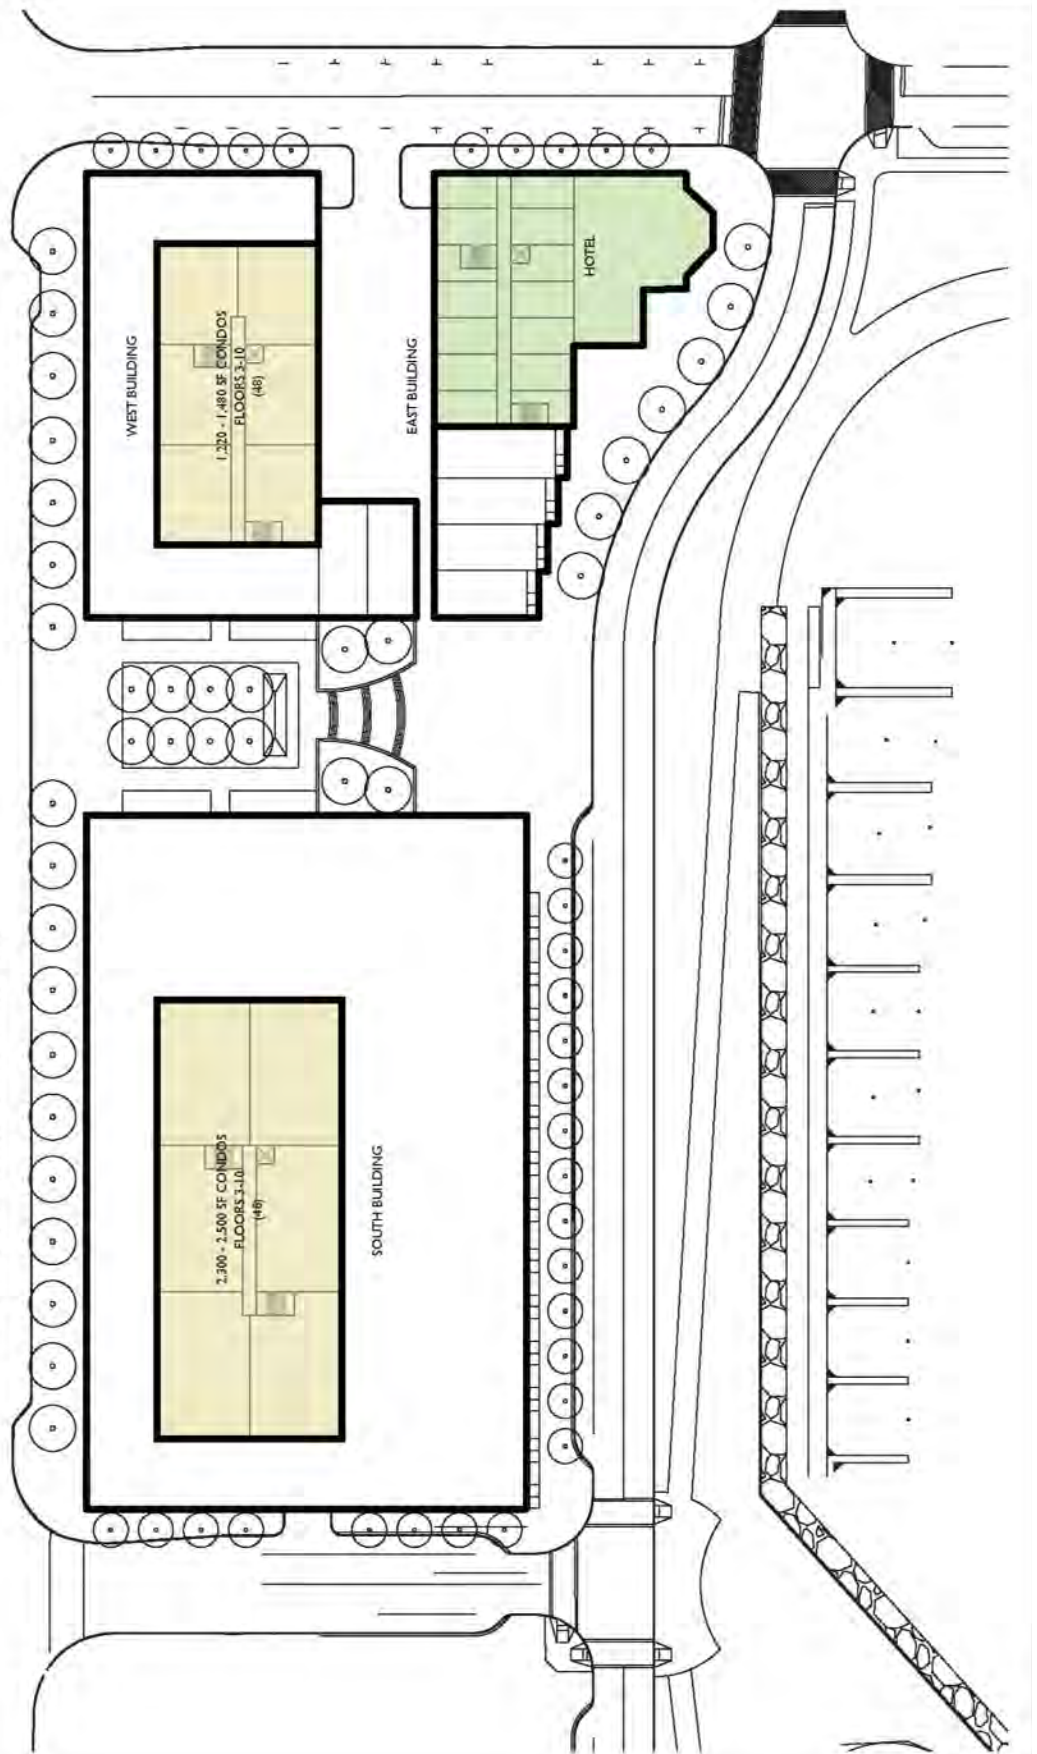 WEST BUILDING
1,220 - 1,480 SF CONDOS
FLOORS 3-10
(48)
EAST BUILDING
HOTEL
2,300 - 2,500 SF CONDOS
FLOORS 3-10
(48)
SOUTH BUILDING